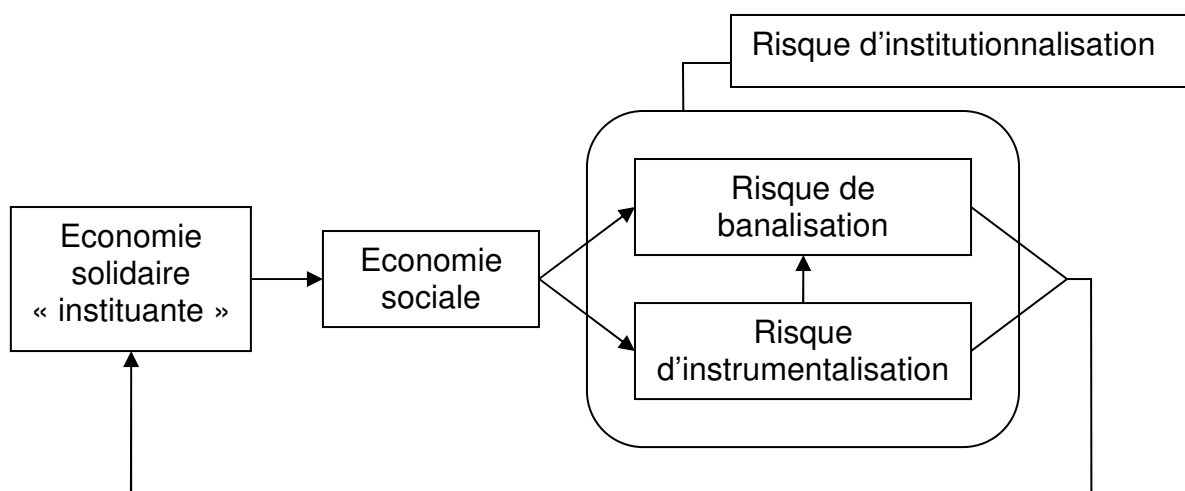 Risque d’institutionnalisation
Risque de
banalisation
Economie
solidaire
« instituante »
Economie
sociale
Risque
d’instrumentalisation